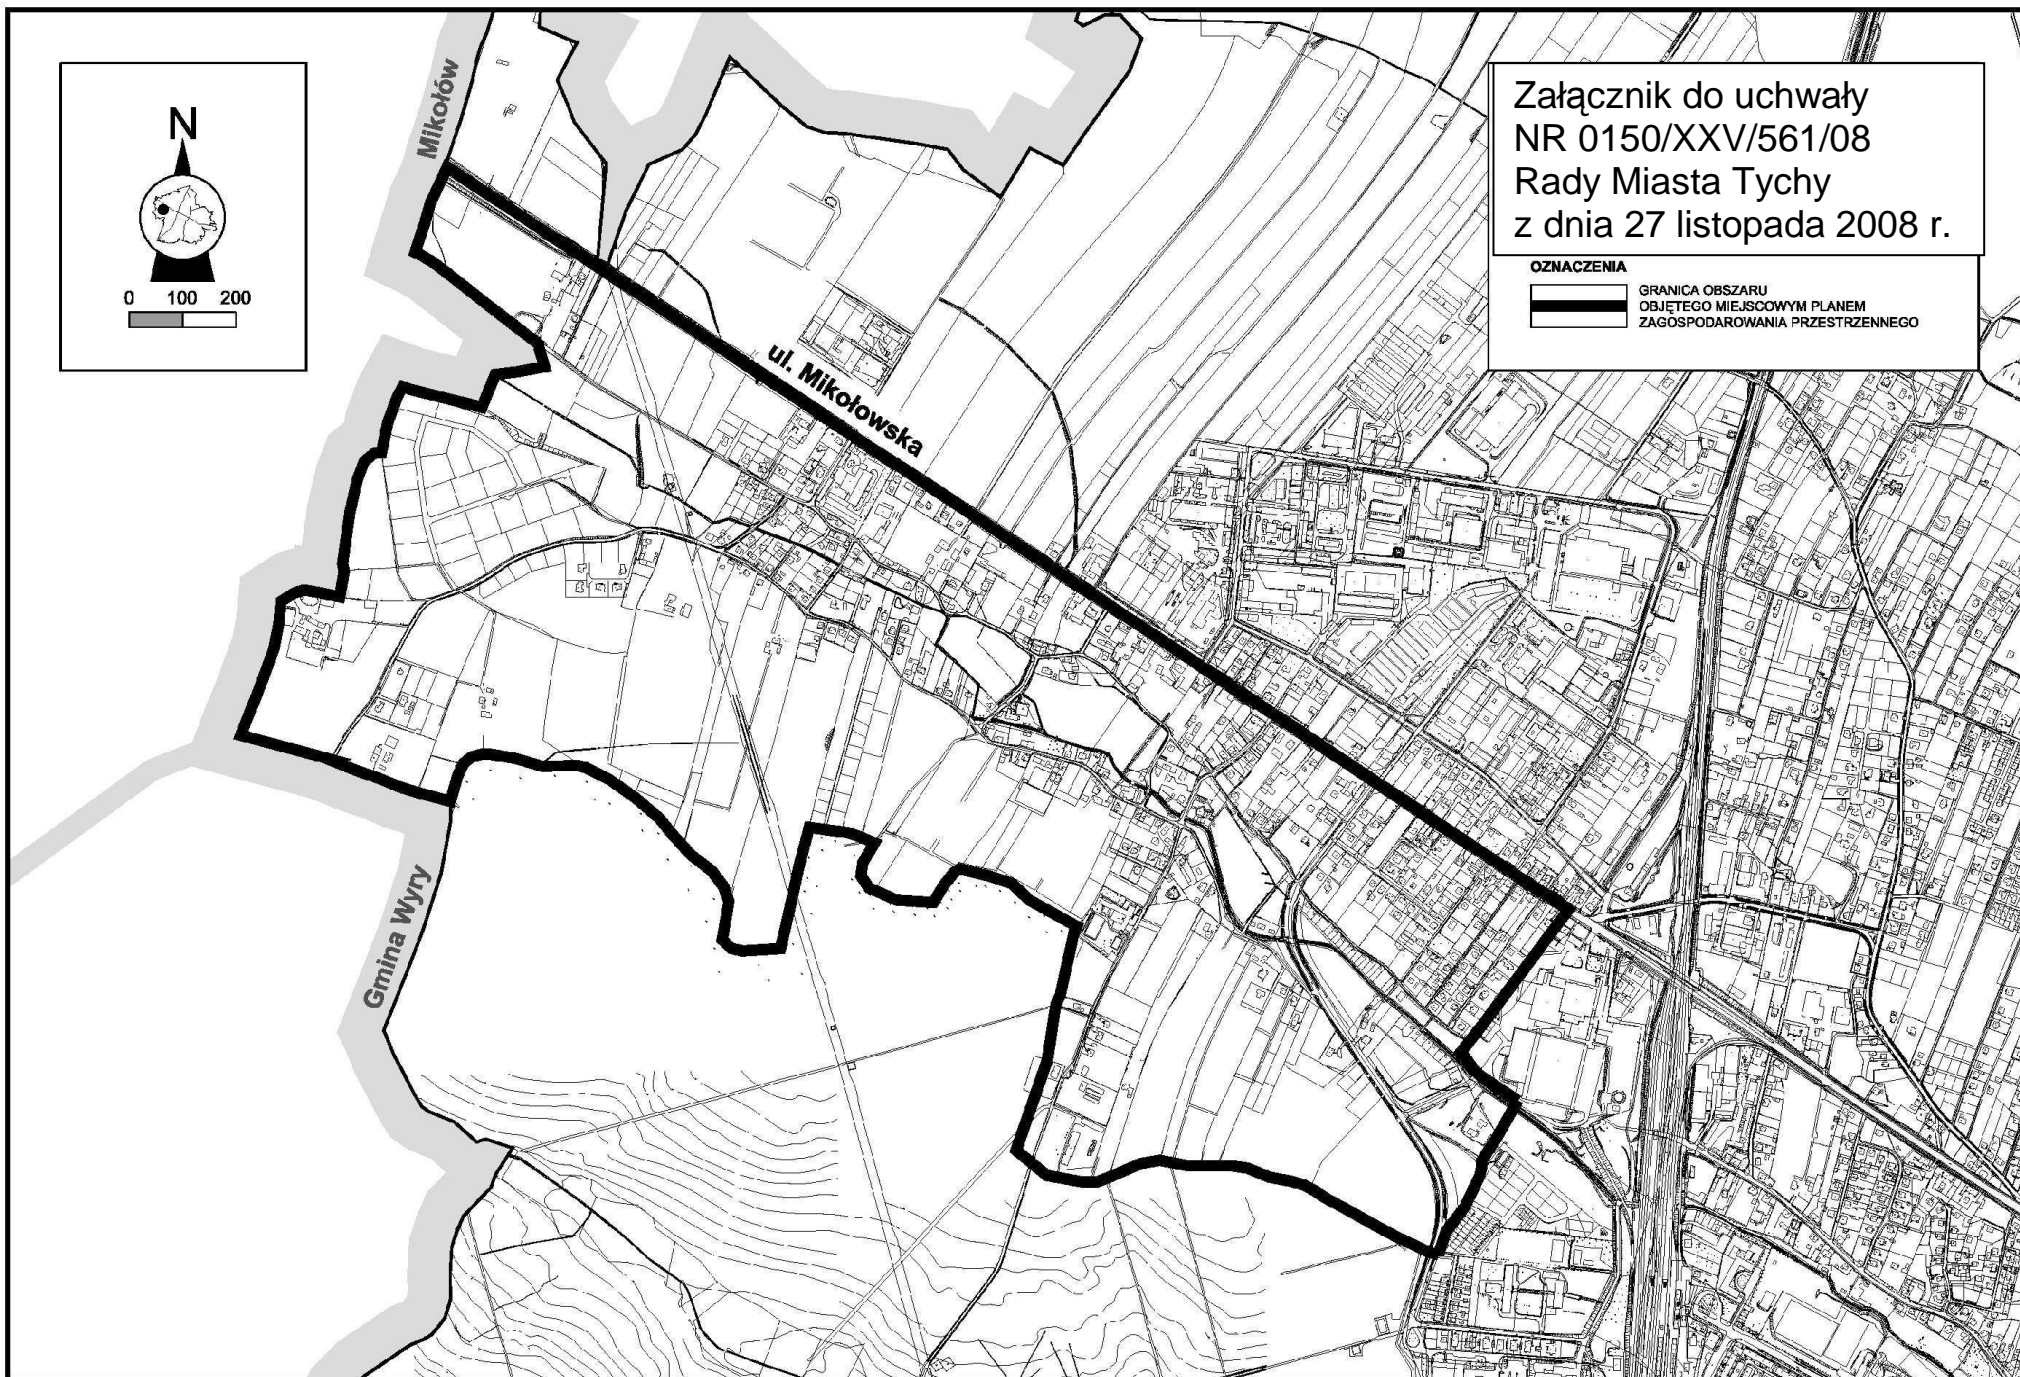 Załącznik do uchwały
NR 0150/XXV/561/08
Rady Miasta Tychy
z dnia 27 listopada 2008 r.
OZNACZENIA
GRANICA OBSZARU
OBJĘTEGO MIEJSCOWYM PLANEM
ZAGOSPODAROWANIA PRZESTRZENNEGO
N
0 100 200
Mikołów
ul. Mikołowska
Gmina Wyry